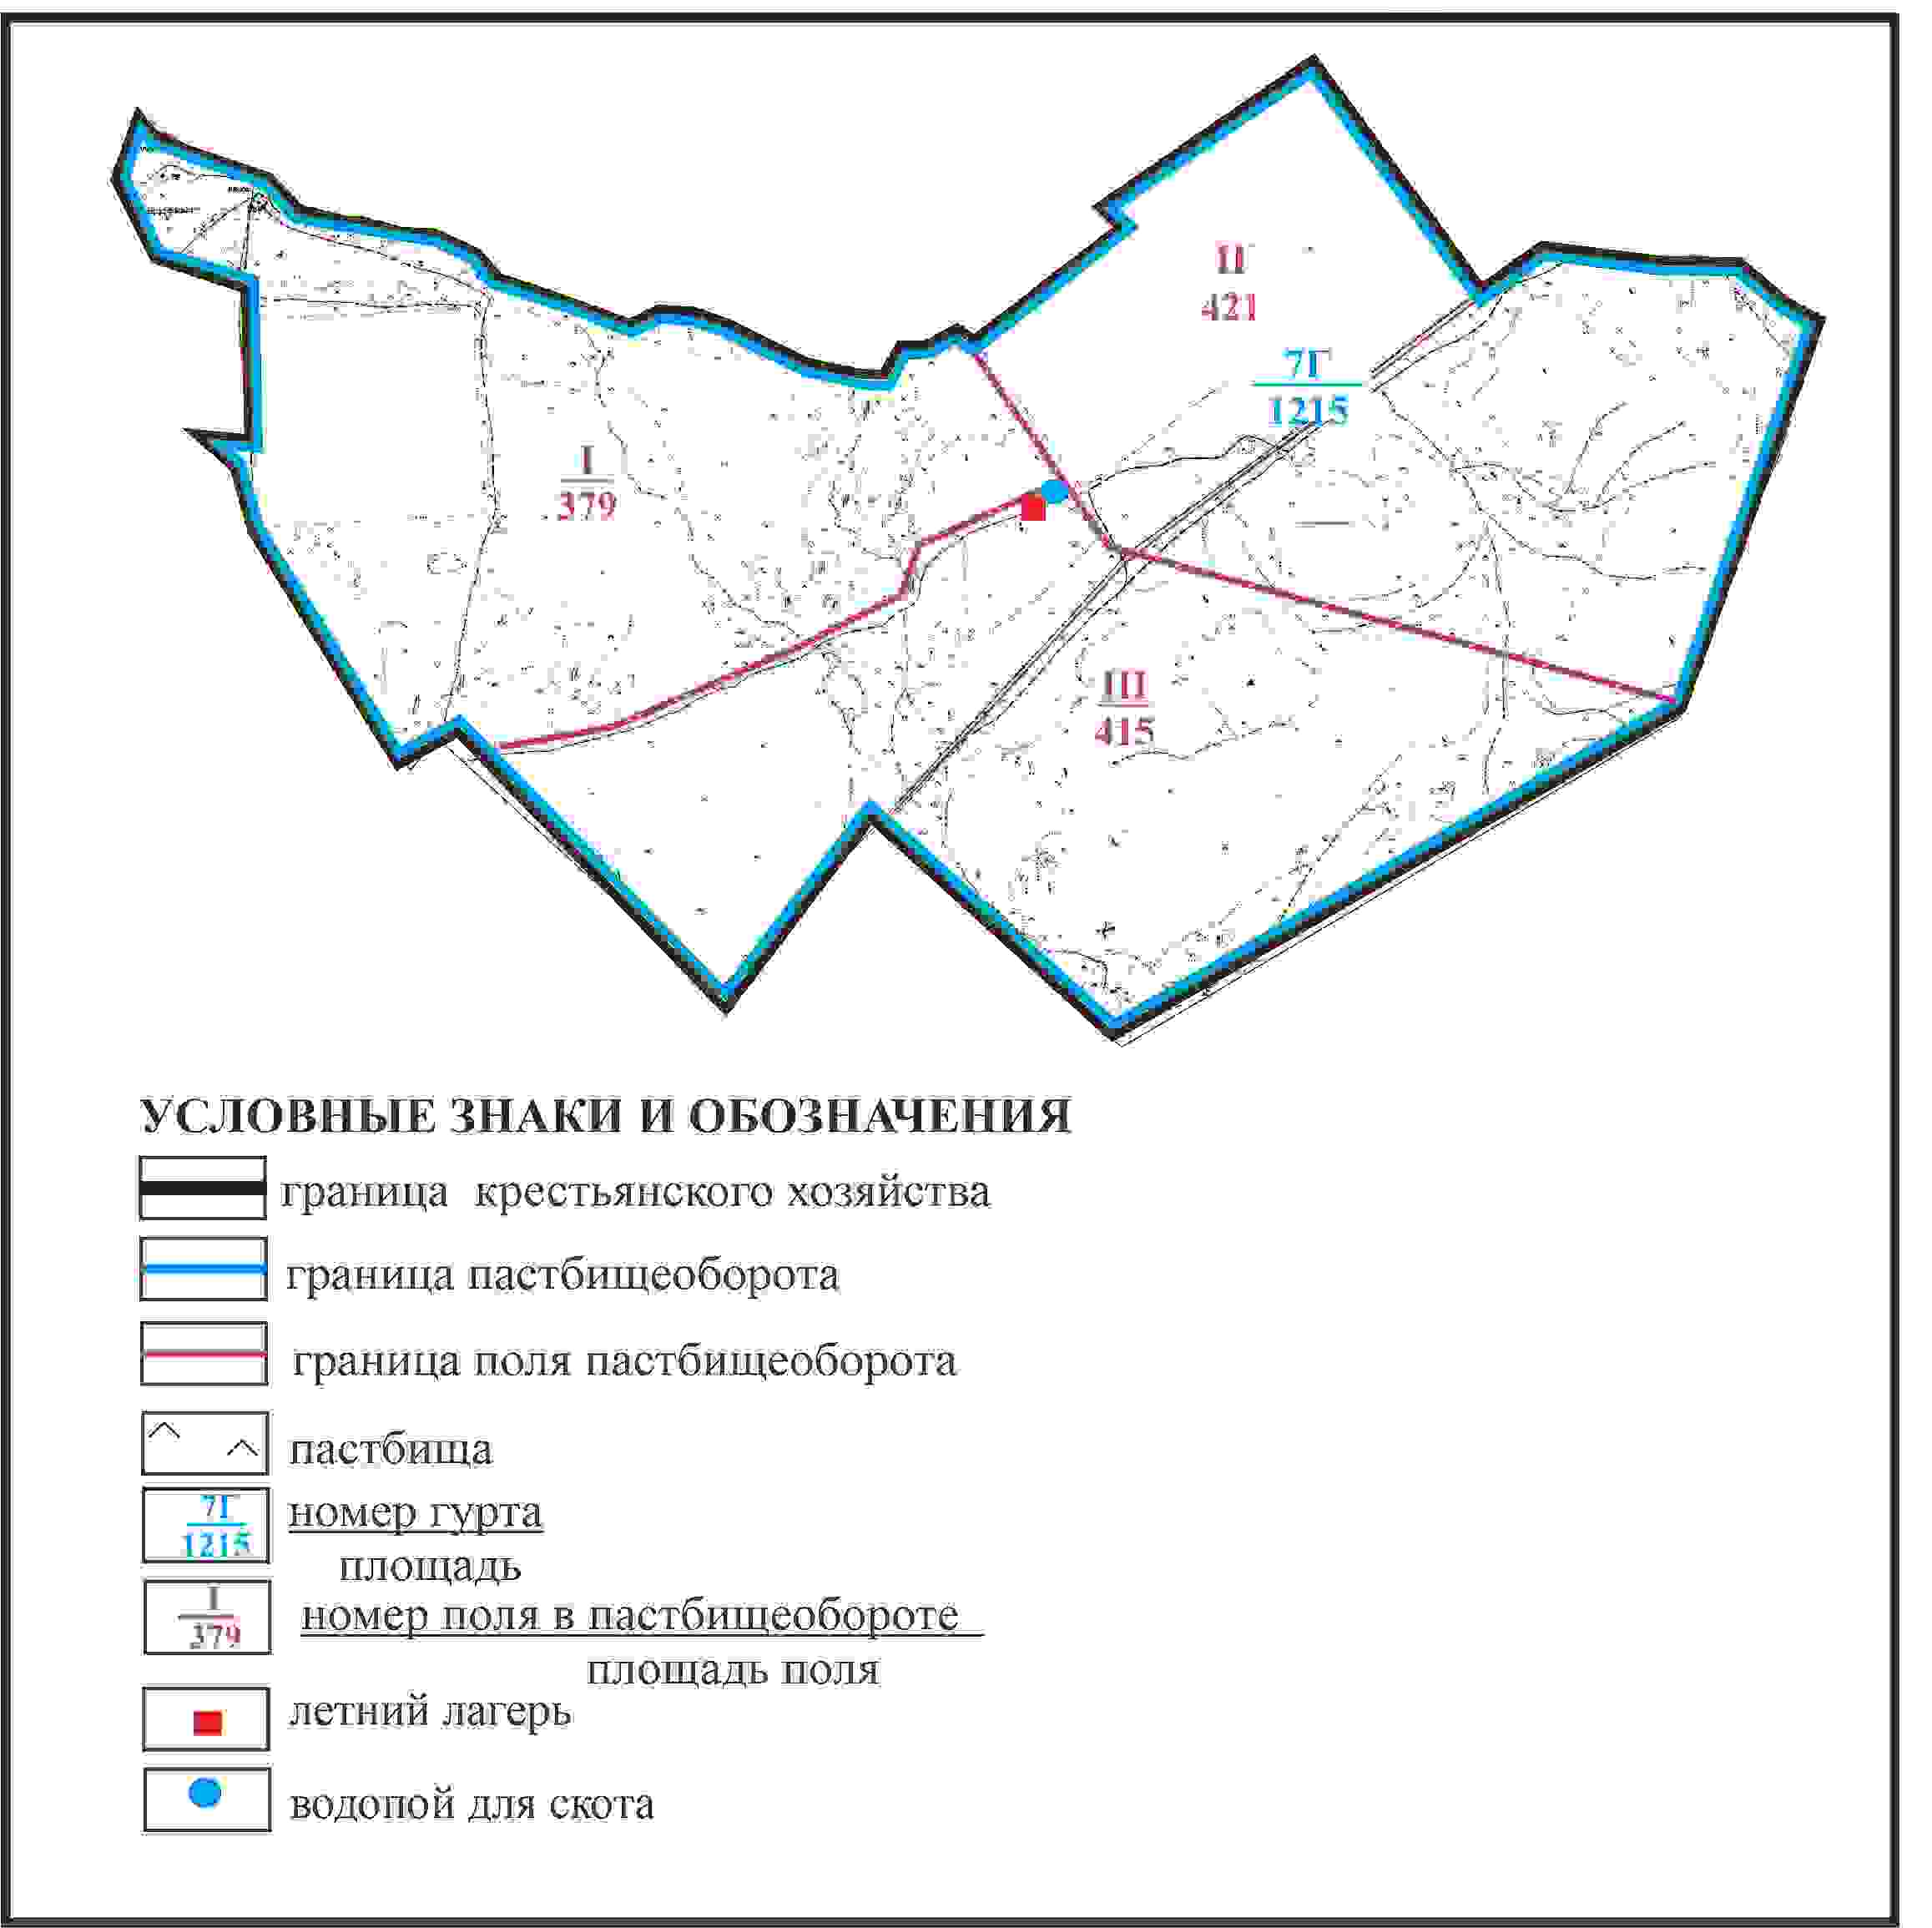 II
421
7Г
1215
I
379
III
415
УСЛОВНЫЕ ЗНАКИ И ОБОЗНАЧЕНИЯ
граница крестьянского хозяйства
граница пастбищеоборота
граница поля пастбищеоборота
пастбища
7Г
1215
номер гурта
площадь
I
379
номер поля в пастбищеобороте
площадь поля
летний лагерь
водопой для скота